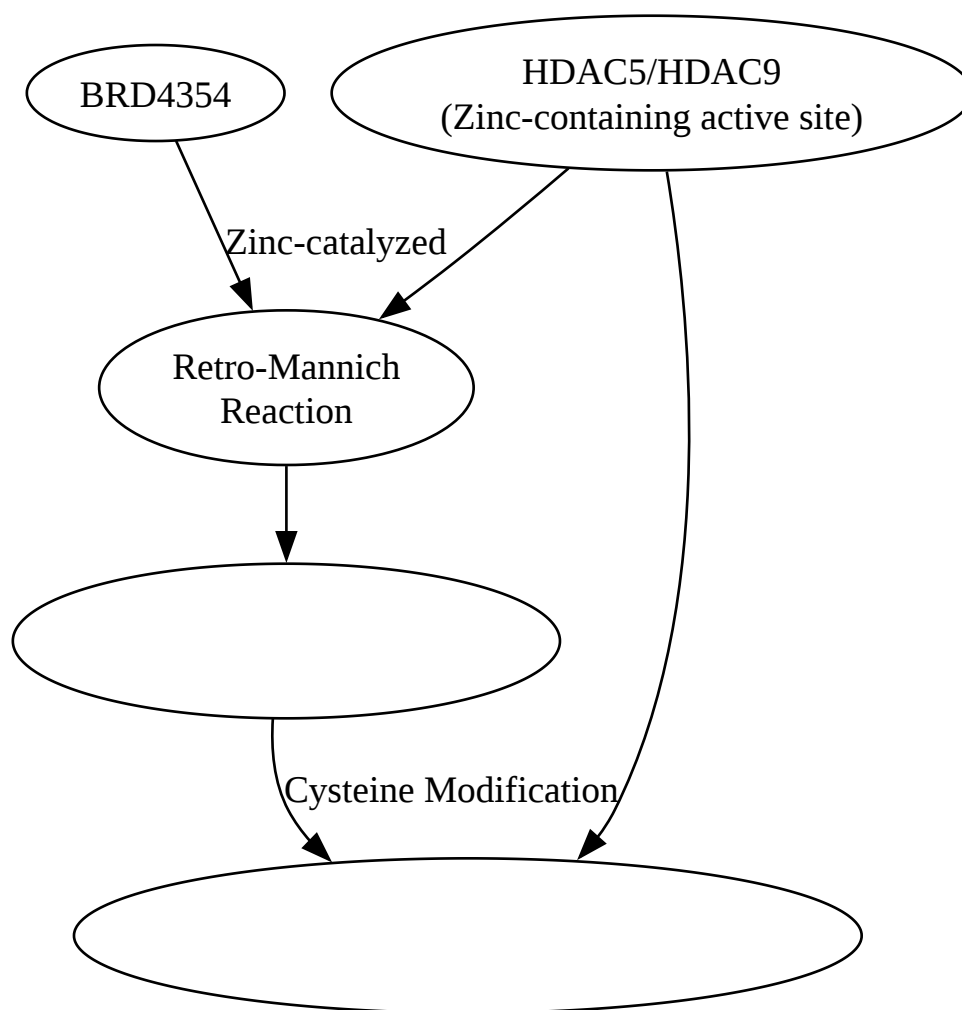 BRD4354
HDAC5/HDAC9
(Zinc-containing active site)
Zinc-catalyzed
Retro-Mannich
Reaction
Cysteine Modification